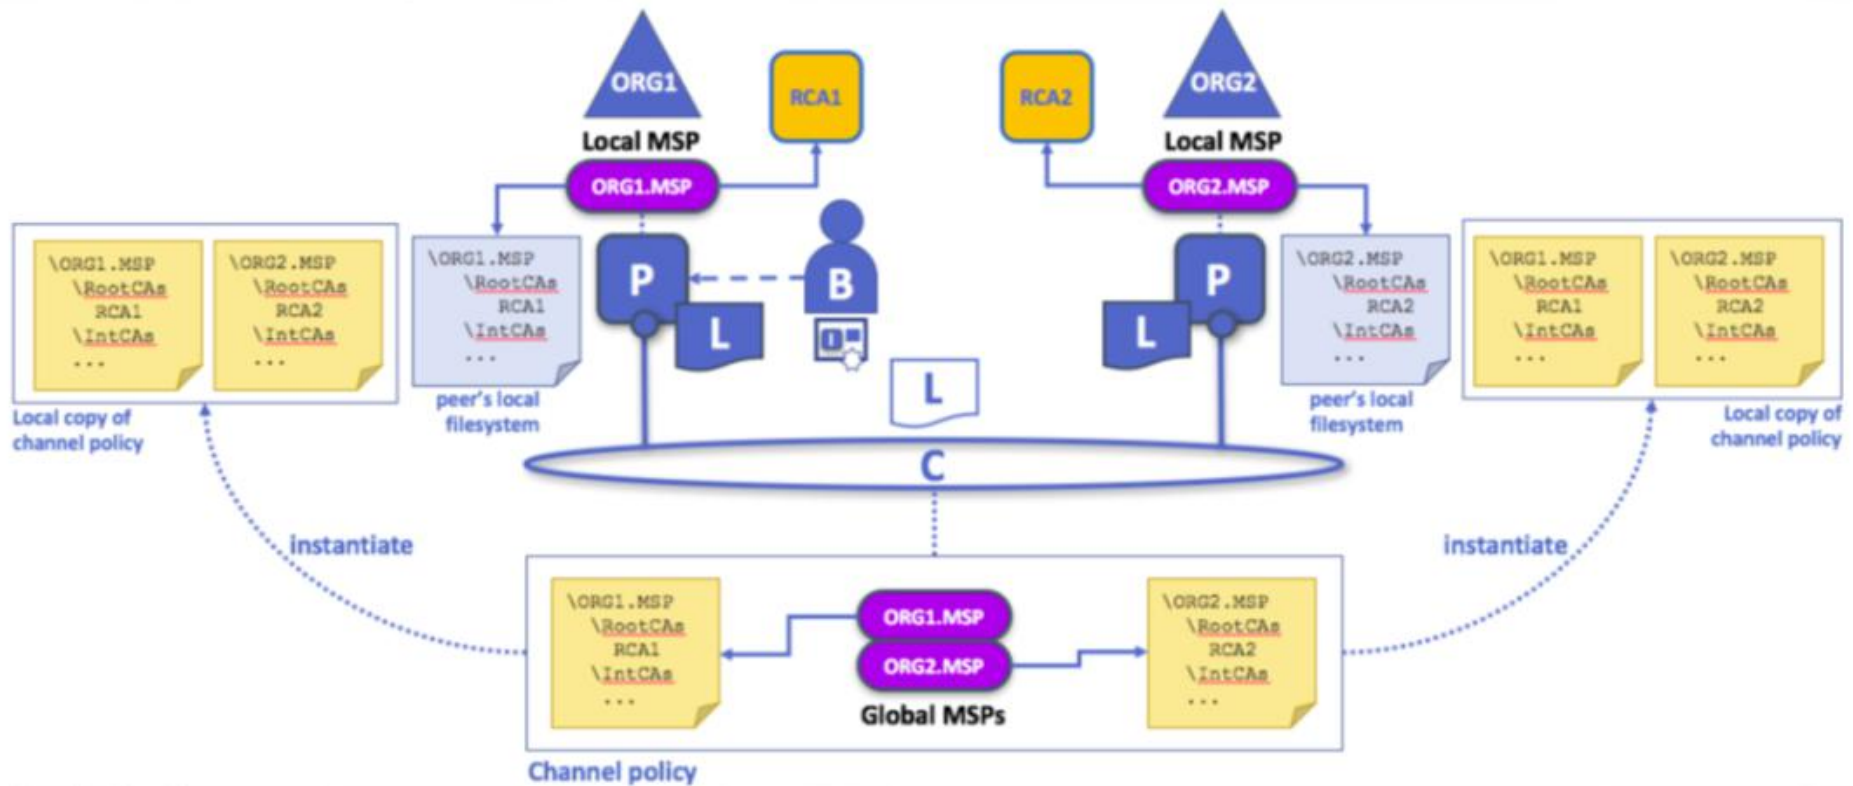 ORG1
RCA1
RCA2
ORG2
Local MSP
Local MSP
ORG1.MSP
ORG2.MSP
\ORG1.MSP
\RootCAs
RCA1
\IntCAs
...
\ORG2.MSP
\RootCAs
RCA2
\IntCAs
...
Local copy of
channel policy
\ORG1.MSP
\RootCAs
RCA1
\IntCAs
...
peer's local
filesystem
P
L
B
I
L
P
L
\ORG2.MSP
\RootCAs
RCA2
\IntCAs
...
peer's local
filesystem
\ORG1.MSP
\RootCAs
RCA1
\IntCAs
...
\ORG2.MSP
\RootCAs
RCA2
\IntCAs
...
Local copy of
channel policy
C
instantiate
instantiate
\ORG1.MSP
\RootCAs
RCA1
\IntCAs
...
ORG1.MSP
ORG2.MSP
Global MSPs
\ORG2.MSP
\RootCAs
RCA2
\IntCAs
...
Channel policy